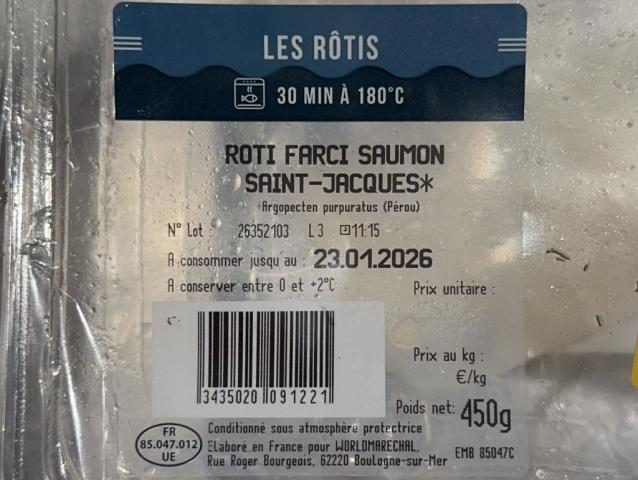 LES RÔTIS
30 MIN À 180°C
ROTI FARCI SAUMON
SAINT-JACQUES*
*Argopecten purpuratus (Pérou)
N° Lot : 26352103 L3 11:15
A consommer jusqu'au : 23.01.2026
A conserver entre 0 et +2°C
Prix unitaire :
Prix au kg :
€/kg
3435020 091221
Poids net: 450g
FR
85.047.012
UE
Conditionné sous atmosphère protectrice
Elaboré en France pour WORLDMARECHAL,
Rue Roger Bourgeois, 62220 Boulogne-sur-Mer
EMB 85047C